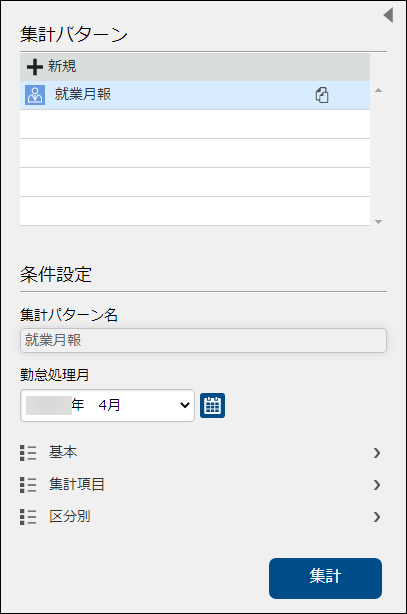 集計パターン
新規
就業月報
条件設定
集計パターン名
就業月報
勤怠処理月
年 4月
基本
集計項目
区分別
集計